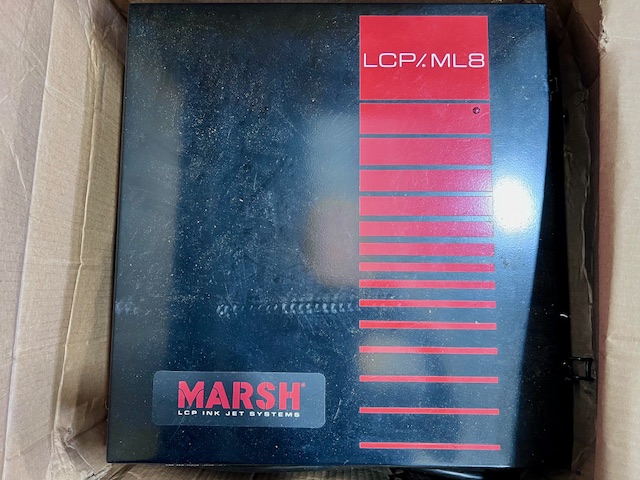 LCP/.ML8
MARSH®
LCP INK JET SYSTEMS